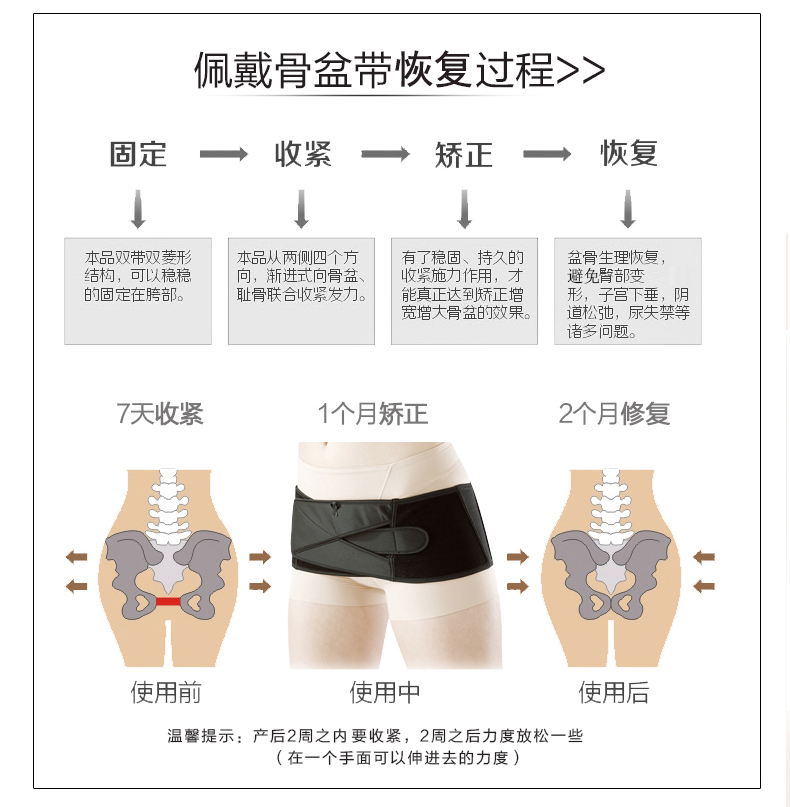 佩戴骨盆带恢复过程>>
固定
收紧
矫正
恢复
本品双带双菱形
结构，可以稳稳
的固定在胯部。
本品从两侧四个方
向，渐进式向骨盆、
耻骨联合收紧发力。
有了稳固、持久的
收紧施力作用，才
能真正达到矫正增
宽增大骨盆的效果。
盆骨生理恢复，
避免臀部变
形，子宫下垂，阴
道松弛，尿失禁等
诸多问题。
7天收紧
1个月矫正
2个月修复
使用前
使用中
使用后
温馨提示：产后2周之内要收紧，2周之后力度放松一些
（在一个手面可以伸进去的力度）